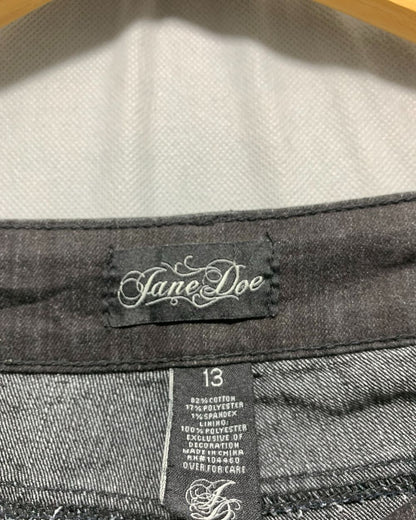 Jane Doe
13
82% COTTON
17% POLYESTER
1% SPANDEX
LINING:
100% POLYESTER
EXCLUSIVE OF
DECORATION
MADE IN CHINA
RN# 104460
OVER FOR CARE
JD